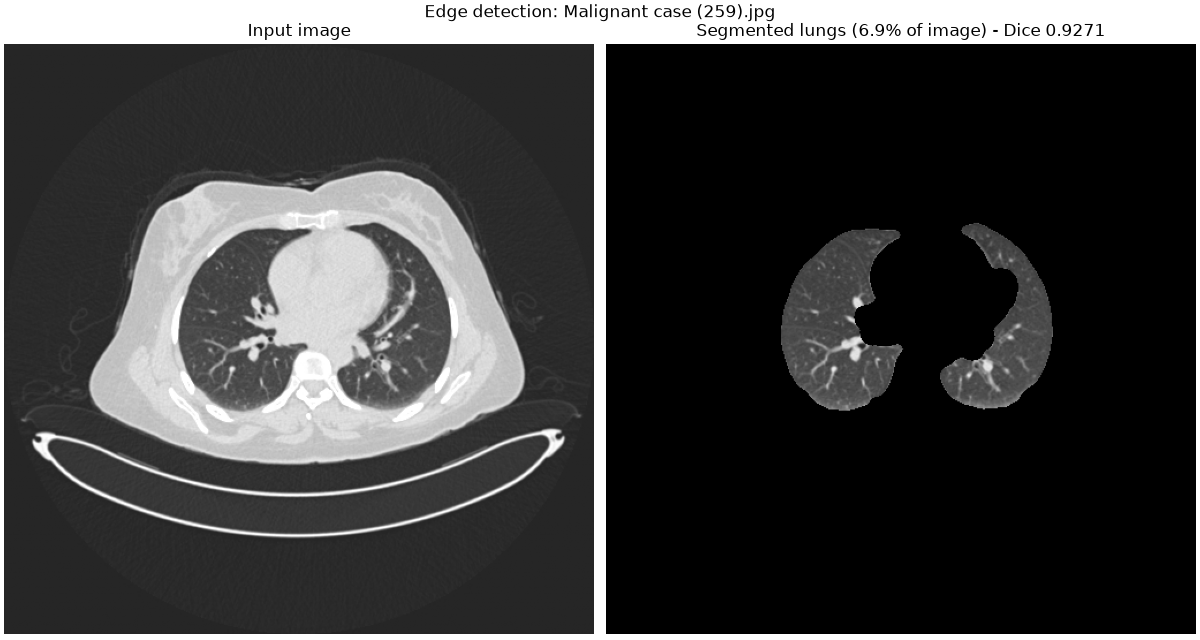 Edge detection: Malignant case (259).jpg
Input image
Segmented lungs (6.9% of image) - Dice 0.9271